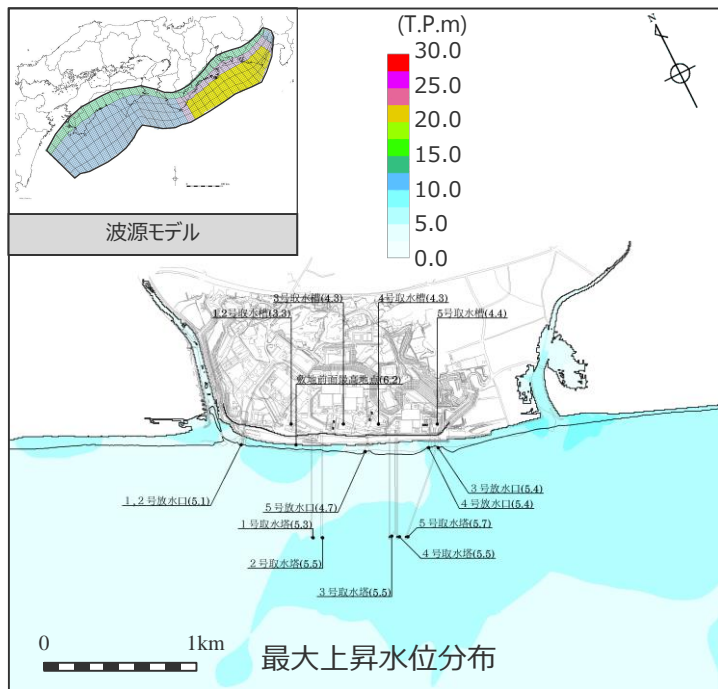 (T.P.m)
30.0
25.0
20.0
15.0
10.0
5.0
0.0
N
波源モデル
3号取水槽(4.3)
4号取水槽(4.3)
1,2号取水槽(3.3)
5号取水槽(4.4)
敷地前面最高地点(6.2)
1,2号放水口(5.1)
5号放水口(4.7)
3号放水口(5.4)
4号放水口(5.4)
1号取水塔(5.3)
5号取水塔(5.7)
2号取水塔(5.5)
4号取水塔(5.5)
3号取水塔(5.5)
0 1km
最大上昇水位分布